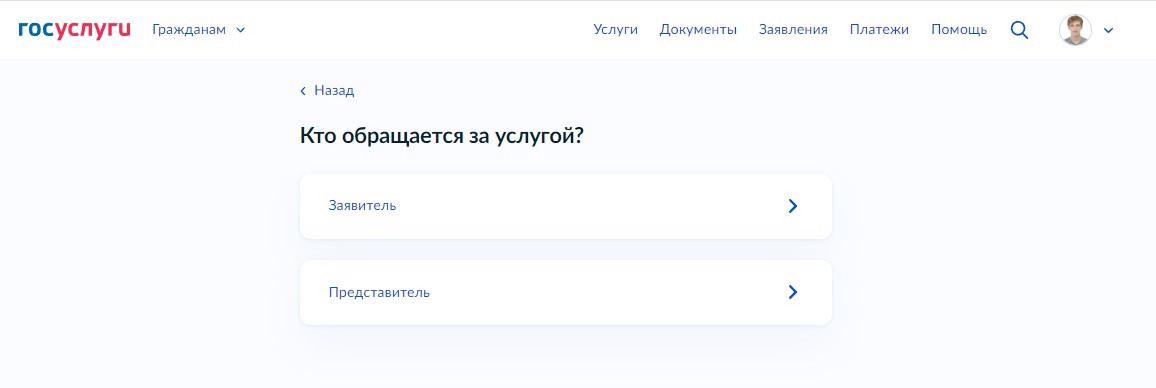 госуслуги Гражданам Услуги Документы Заявления Платежи Помощь
Назад
Кто обращается за услугой?
Заявитель
Представитель